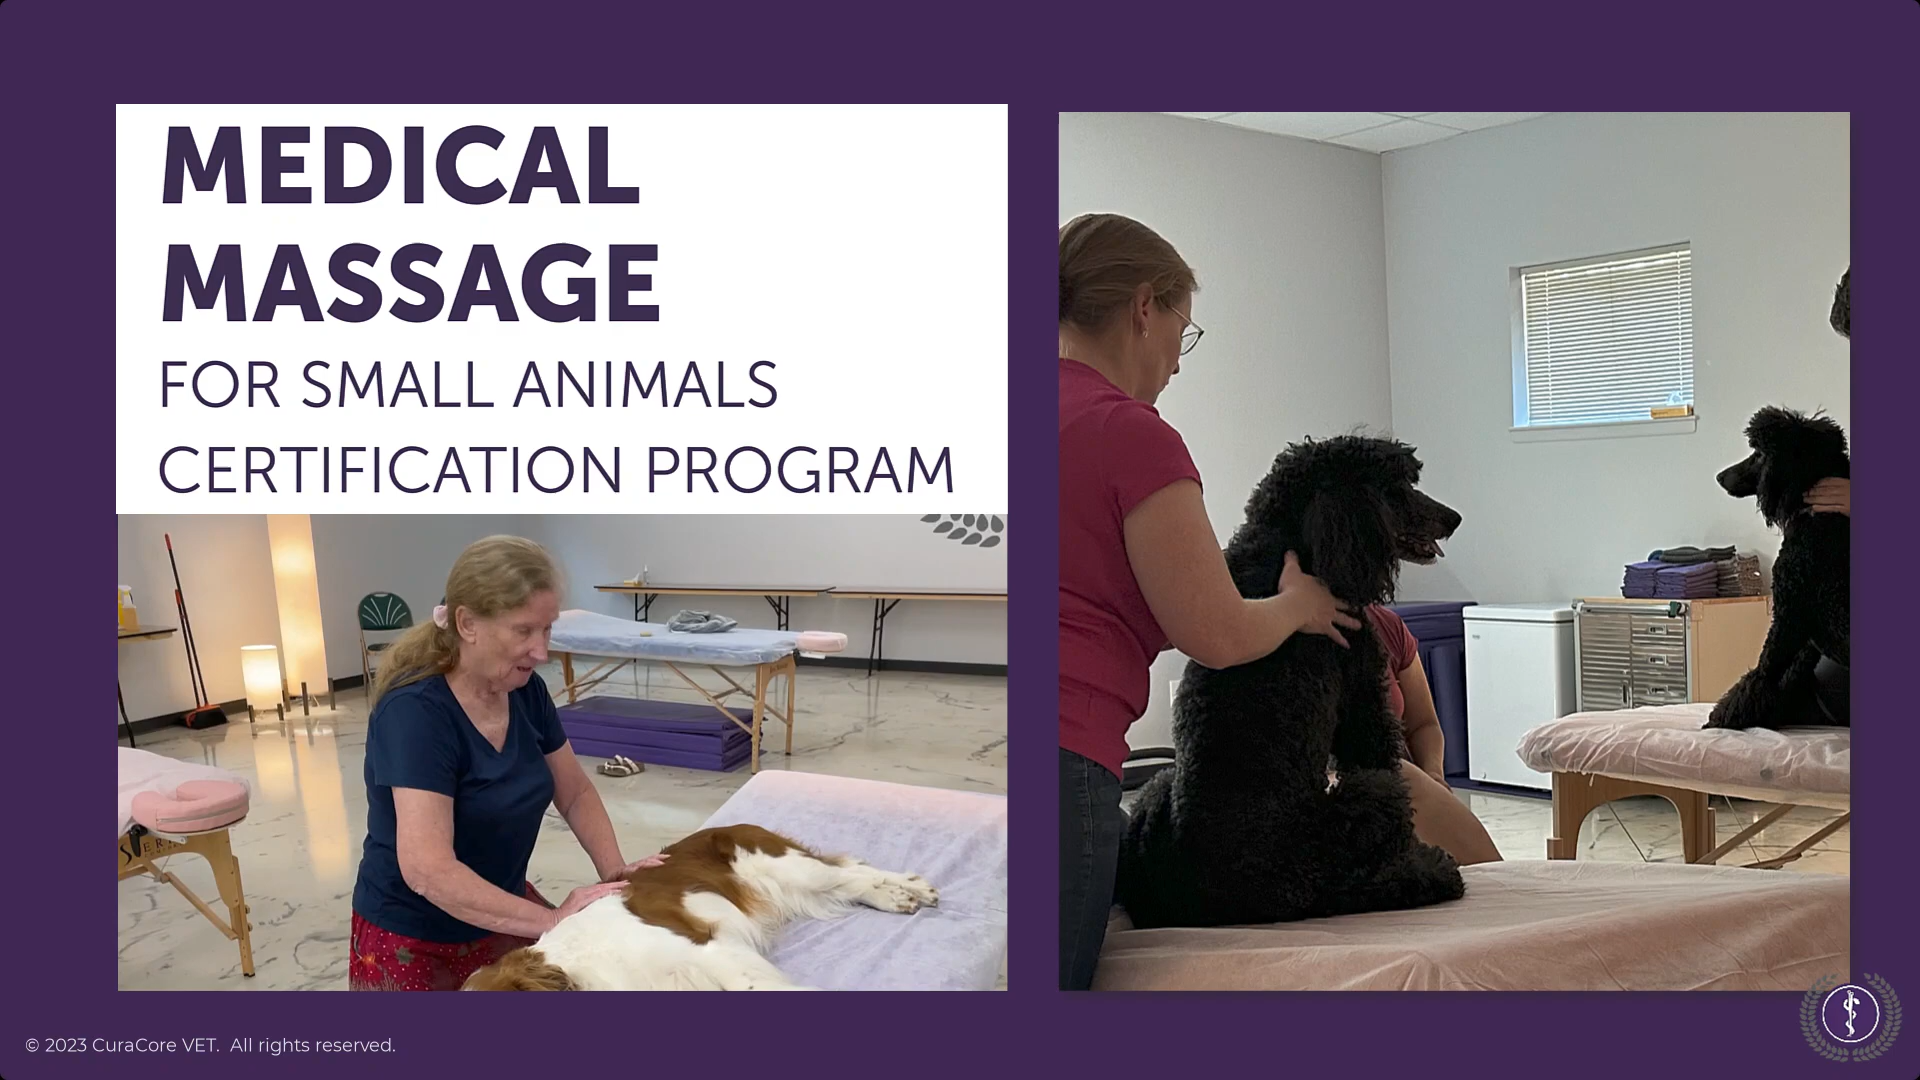 MEDICAL
MASSAGE
FOR SMALL ANIMALS
CERTIFICATION PROGRAM
© 2023 CuraCore VET. All rights reserved.